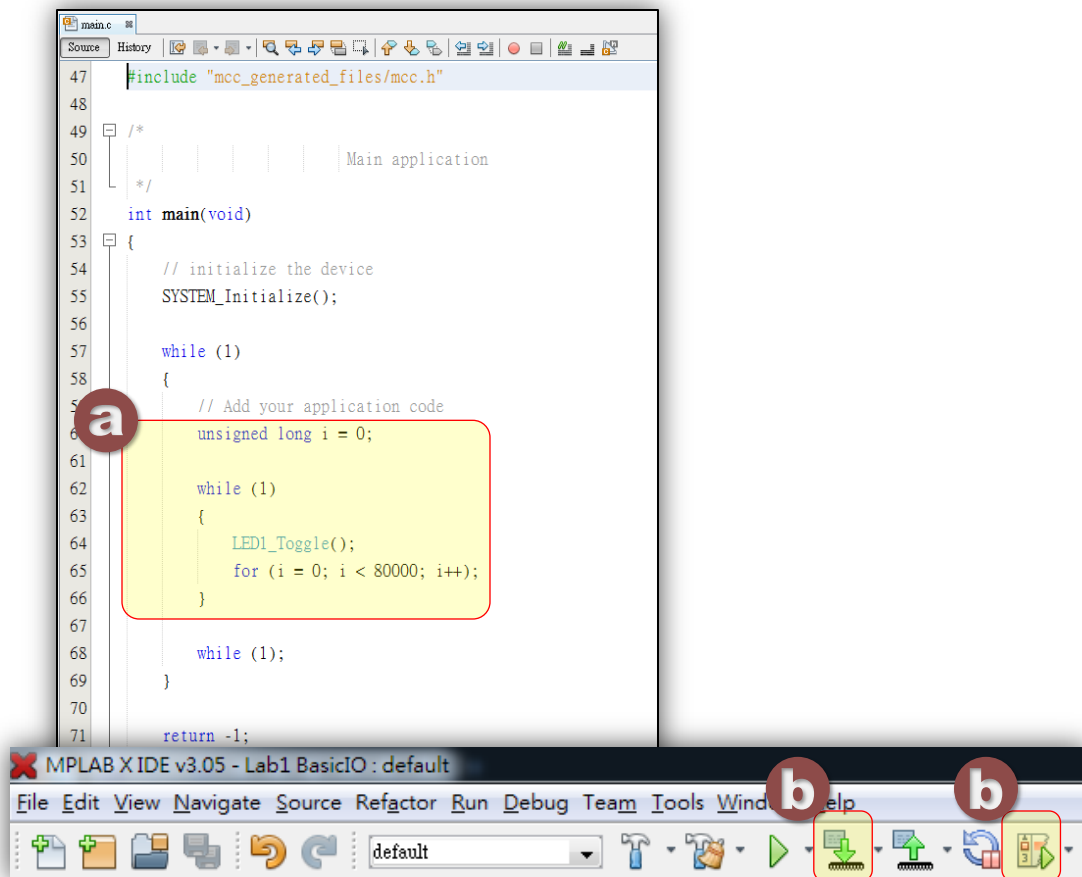 main.c
Source History
47 #include "mcc_generated_files/mcc.h"
48
49 /*
50 Main application
51 */
52 int main(void)
53 {
54 // initialize the device
55 SYSTEM_Initialize();
56
57 while (1)
58 {
// Add your application code
a
unsigned long i = 0;
61
62 while (1)
63 {
64 LED1_Toggle();
65 for (i = 0; i < 80000; i++);
66 }
67
68 while (1);
69 }
70
71 return -1;
MPLAB X IDE v3.05 - Lab1 BasicIO : default
File Edit View Navigate Source Refactor Run Debug Team Tools
b b
default